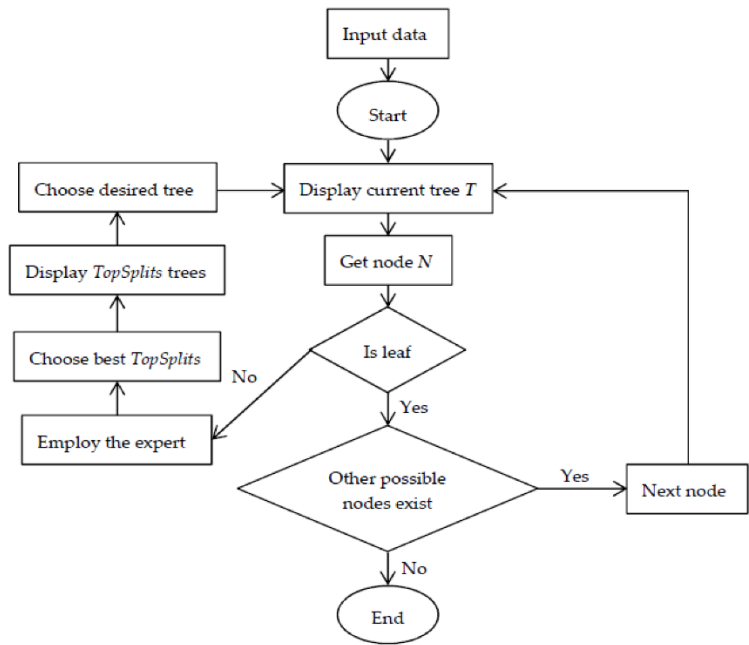 Input data
Start
Choose desired tree
Display current tree T
Display TopSplits trees
Get node N
Choose best TopSplits
Is leaf
No
Yes
Employ the expert
Other possible
nodes exist
Yes
Next node
No
End